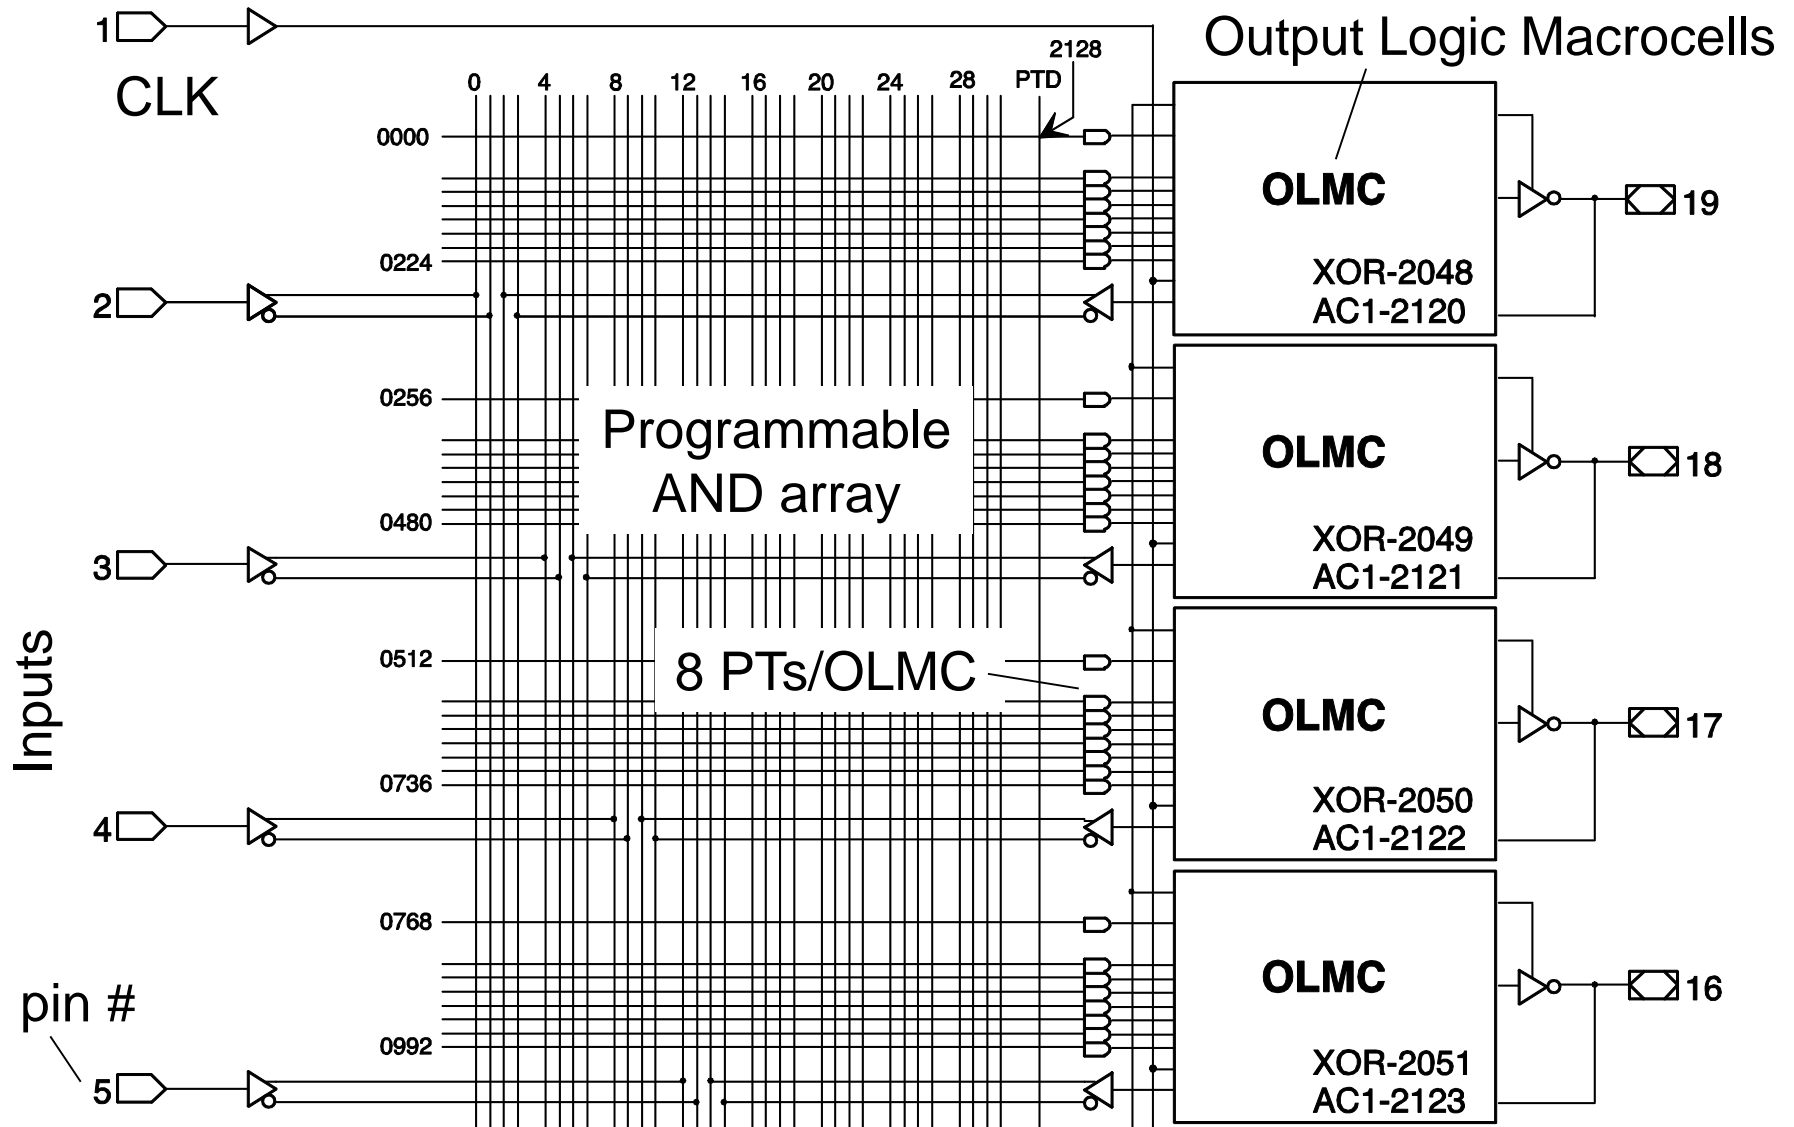 1
CLK
Output Logic Macrocells
2128
0 4 8 12 16 20 24 28 PTD
0000
OLMC
19
0224
XOR-2048
AC1-2120
2
0256
Programmable
AND array
OLMC
18
0480
XOR-2049
AC1-2121
3
Inputs
0512
8 PTs/OLMC
OLMC
17
0736
XOR-2050
AC1-2122
4
0768
OLMC
16
pin #
0992
XOR-2051
AC1-2123
5